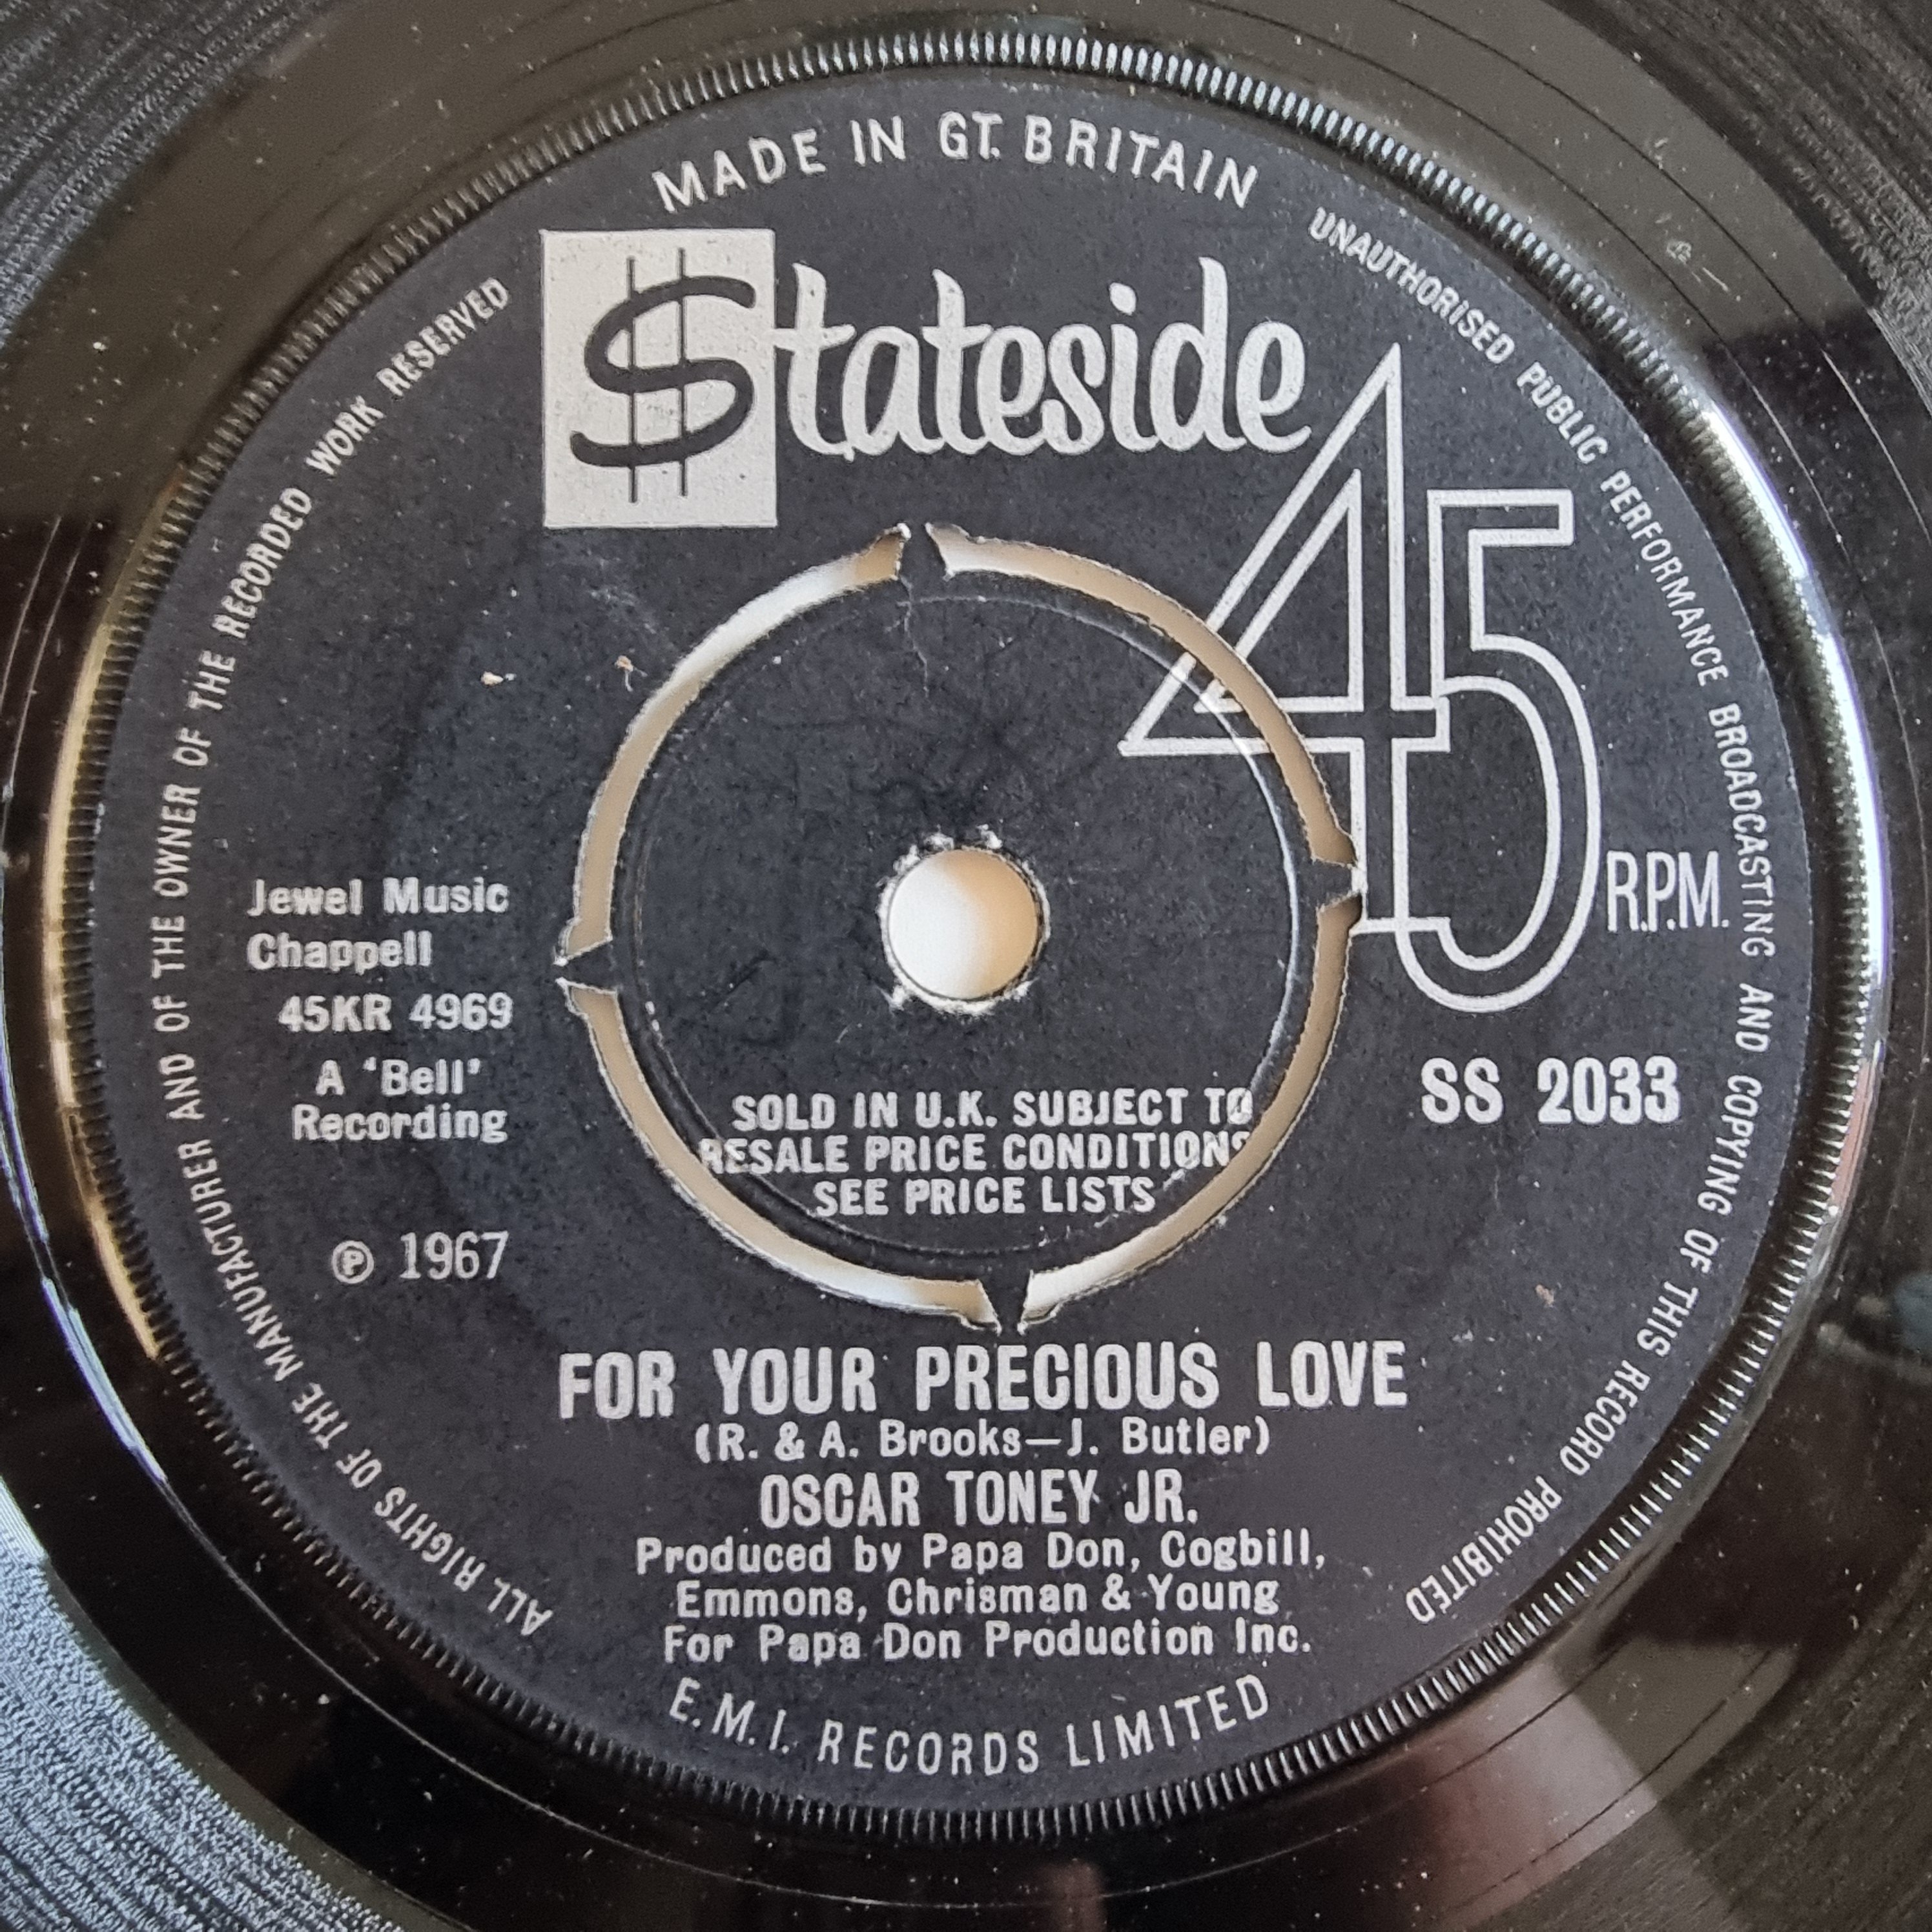 MADE IN GT. BRITAIN
UNAUTHORISED PUBLIC PERFORMANCE BROADCASTING AND COPYING OF THIS RECORD PROHIBITED
ALL RIGHTS OF THE MANUFACTURER AND OF THE OWNER OF THE RECORDED WORK RESERVED
Stateside
45 R.P.M.
Jewel Music
Chappell
45KR 4969
A ‘Bell’
Recording
℗ 1967
SS 2033
SOLD IN U.K. SUBJECT TO
RESALE PRICE CONDITIONS
SEE PRICE LISTS
FOR YOUR PRECIOUS LOVE
(R. & A. Brooks—J. Butler)
OSCAR TONEY JR.
Produced by Papa Don, Cogbill,
Emmons, Chrisman & Young
For Papa Don Production Inc.
E.M.I. RECORDS LIMITED